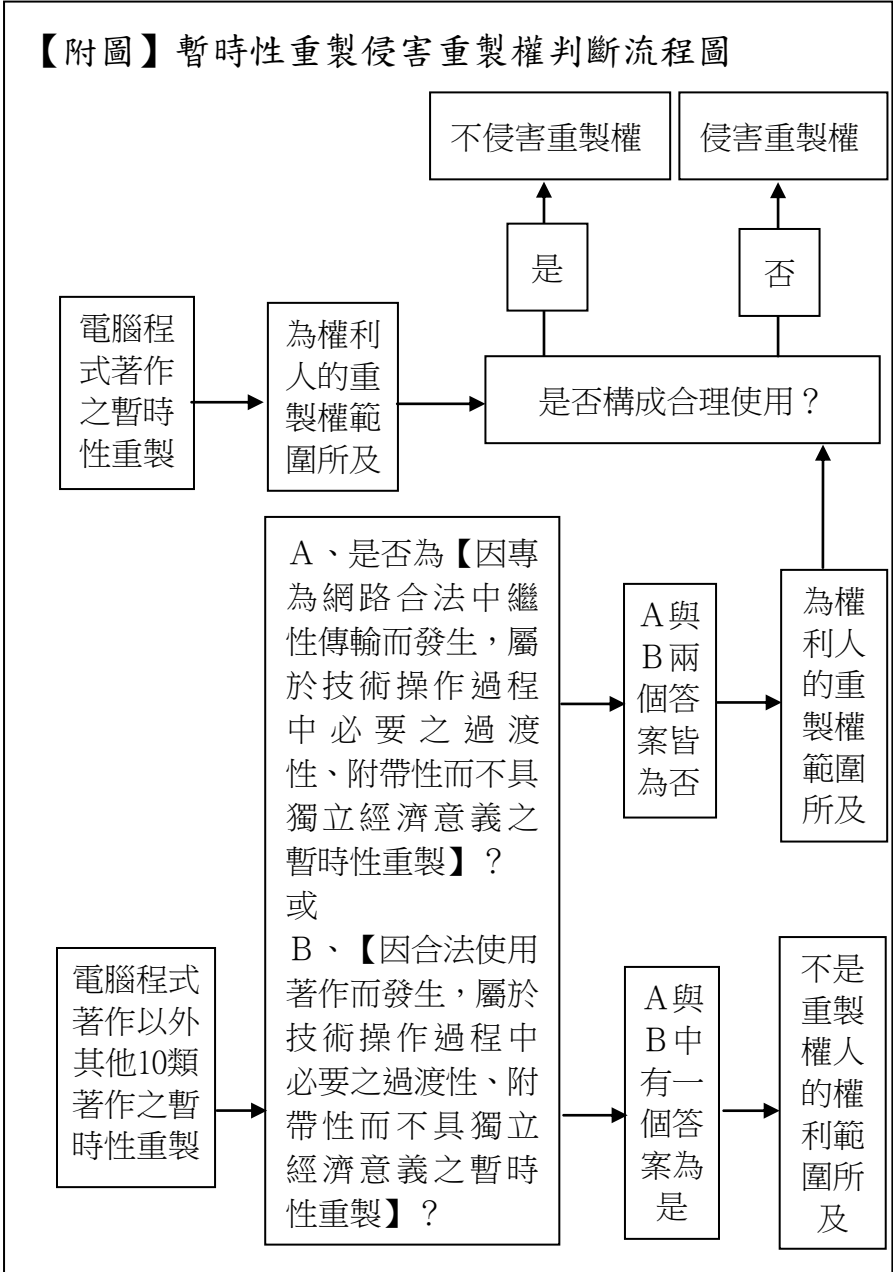 【附圖】暫時性重製侵害重製權判斷流程圖
不侵害重製權
侵害重製權
是
否
電腦程
式著作
之暫時
性重製
為權利
人的重
製權範
圍所及
是否構成合理使用?
A、是否為【因專
為網路合法中繼
性傳輸而發生，屬
於技術操作過程
中必要之過渡
性、附帶性而不具
獨立經濟意義之
暫時性重製】?
或
B、【因合法使用
著作而發生，屬於
技術操作過程中
必要之過渡性、附
帶性而不具獨立
經濟意義之暫時
性重製】?
A與
B兩
個答
案皆
為否
為權
利人
的重
製權
範圍
所及
電腦程式
著作以外
其他10類
著作之暫
時性重製
A與
B中
有一
個答
案為
是
不是
重製
權人
的權
利範
圍所
及